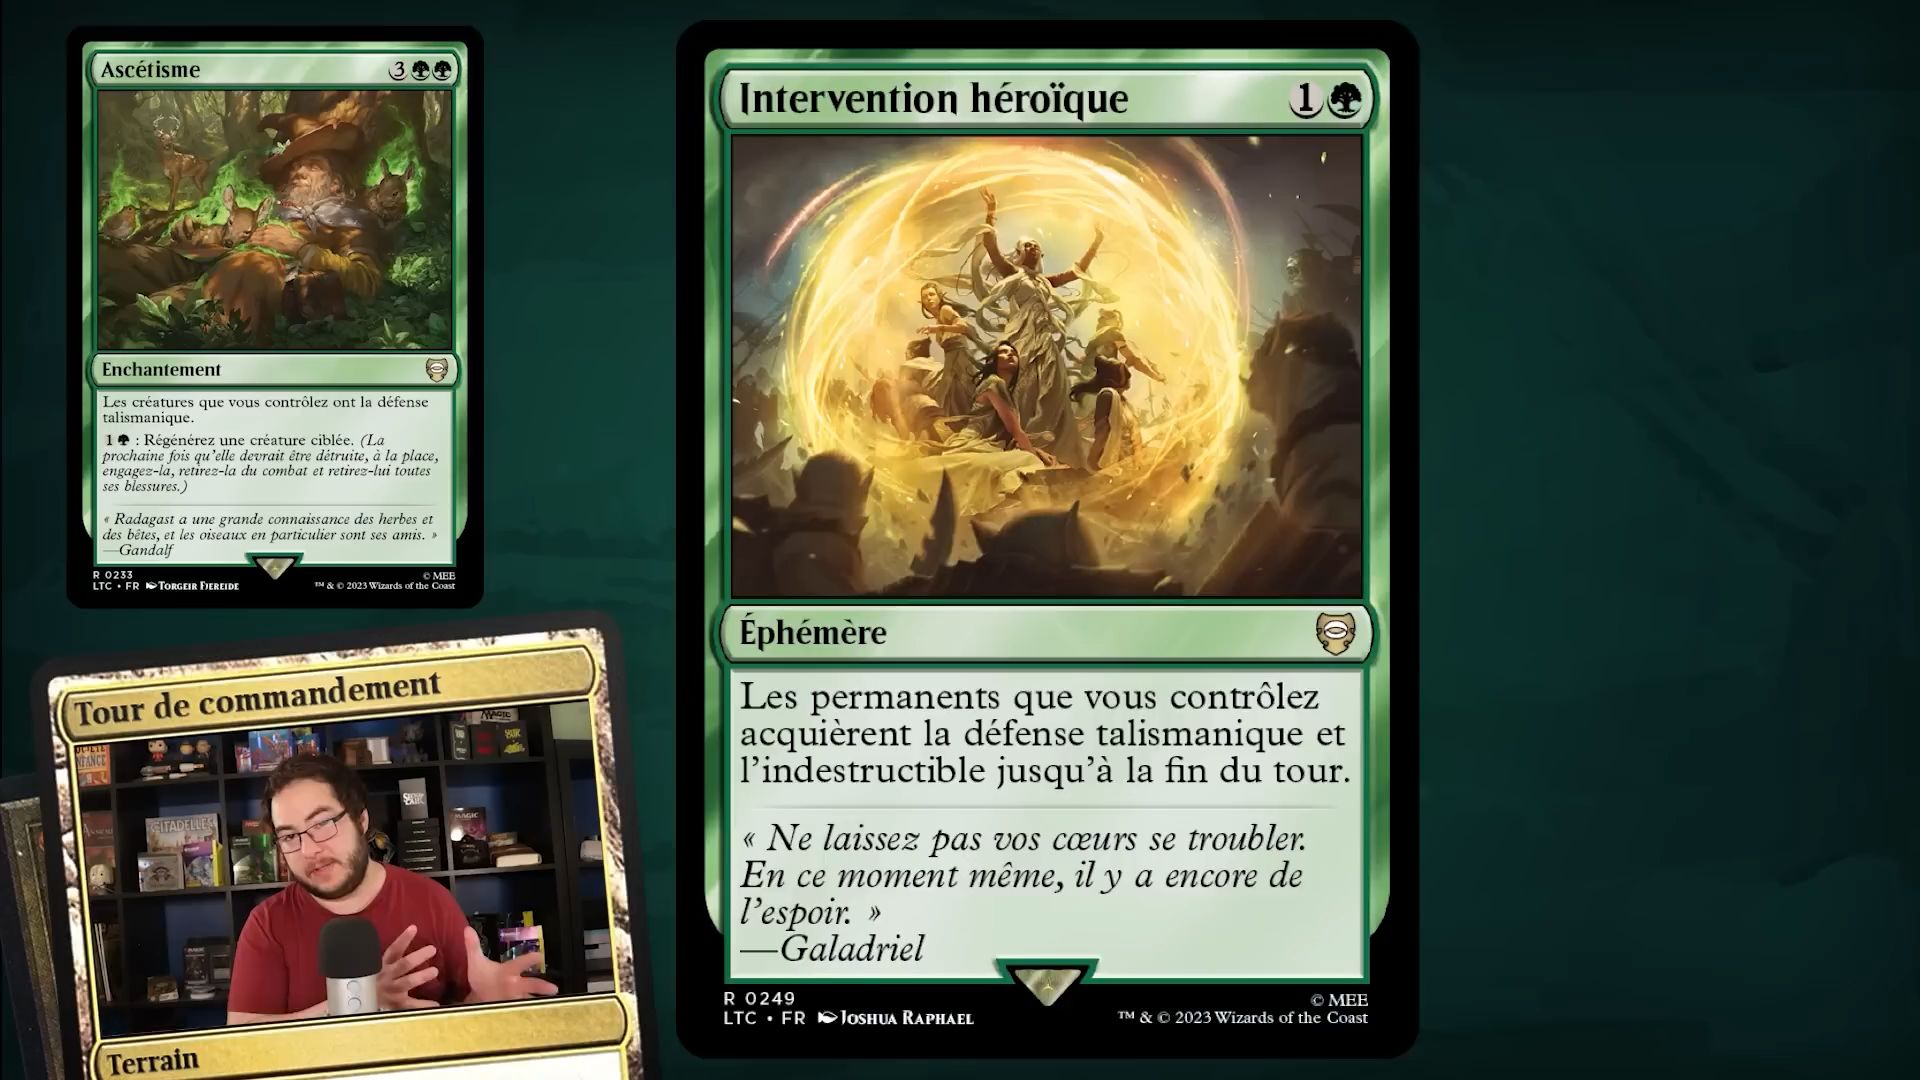 Ascétisme
3
Enchantement
Les créatures que vous contrôlez ont la défense
talismanique.
1 : Régénérez une créature ciblée. (La
prochaine fois qu'elle devrait être détruite, à la place,
engagez-la, retirez-la du combat et retirez-lui toutes
ses blessures.)
« Radagast a une grande connaissance des herbes et
des bêtes, et les oiseaux en particulier sont ses amis. »
—Gandalf
R 0233
LTC • FR Torgeir Fjereide
© MEE
™ & © 2023 Wizards of the Coast
Intervention héroïque
1
Éphémère
Les permanents que vous contrôlez
acquièrent la défense talismanique et
l'indestructible jusqu'à la fin du tour.
« Ne laissez pas vos cœurs se troubler.
En ce moment même, il y a encore de
l'espoir. »
—Galadriel
R 0249
LTC • FR Joshua Raphael
© MEE
™ & © 2023 Wizards of the Coast
Tour de commandement
MAGIC
CITADELLES
MAGIC
Terrain